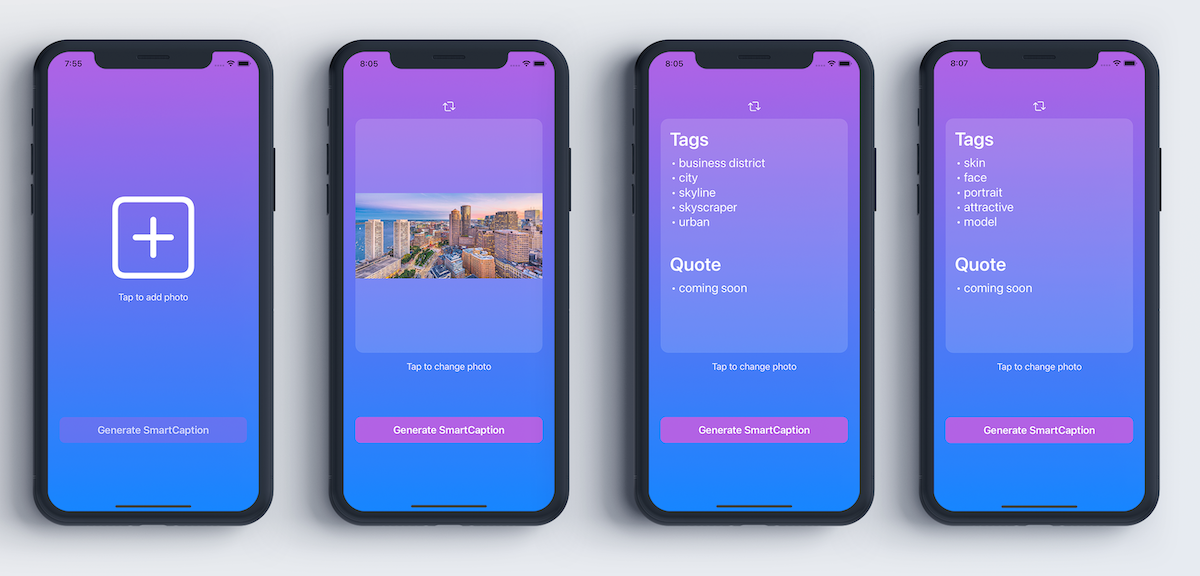 7:55
Tap to add photo
Generate SmartCaption
8:05
Tap to change photo
Generate SmartCaption
8:05
Tags
• business district
• city
• skyline
• skyscraper
• urban
Quote
• coming soon
Tap to change photo
Generate SmartCaption
8:07
Tags
• skin
• face
• portrait
• attractive
• model
Quote
• coming soon
Tap to change photo
Generate SmartCaption